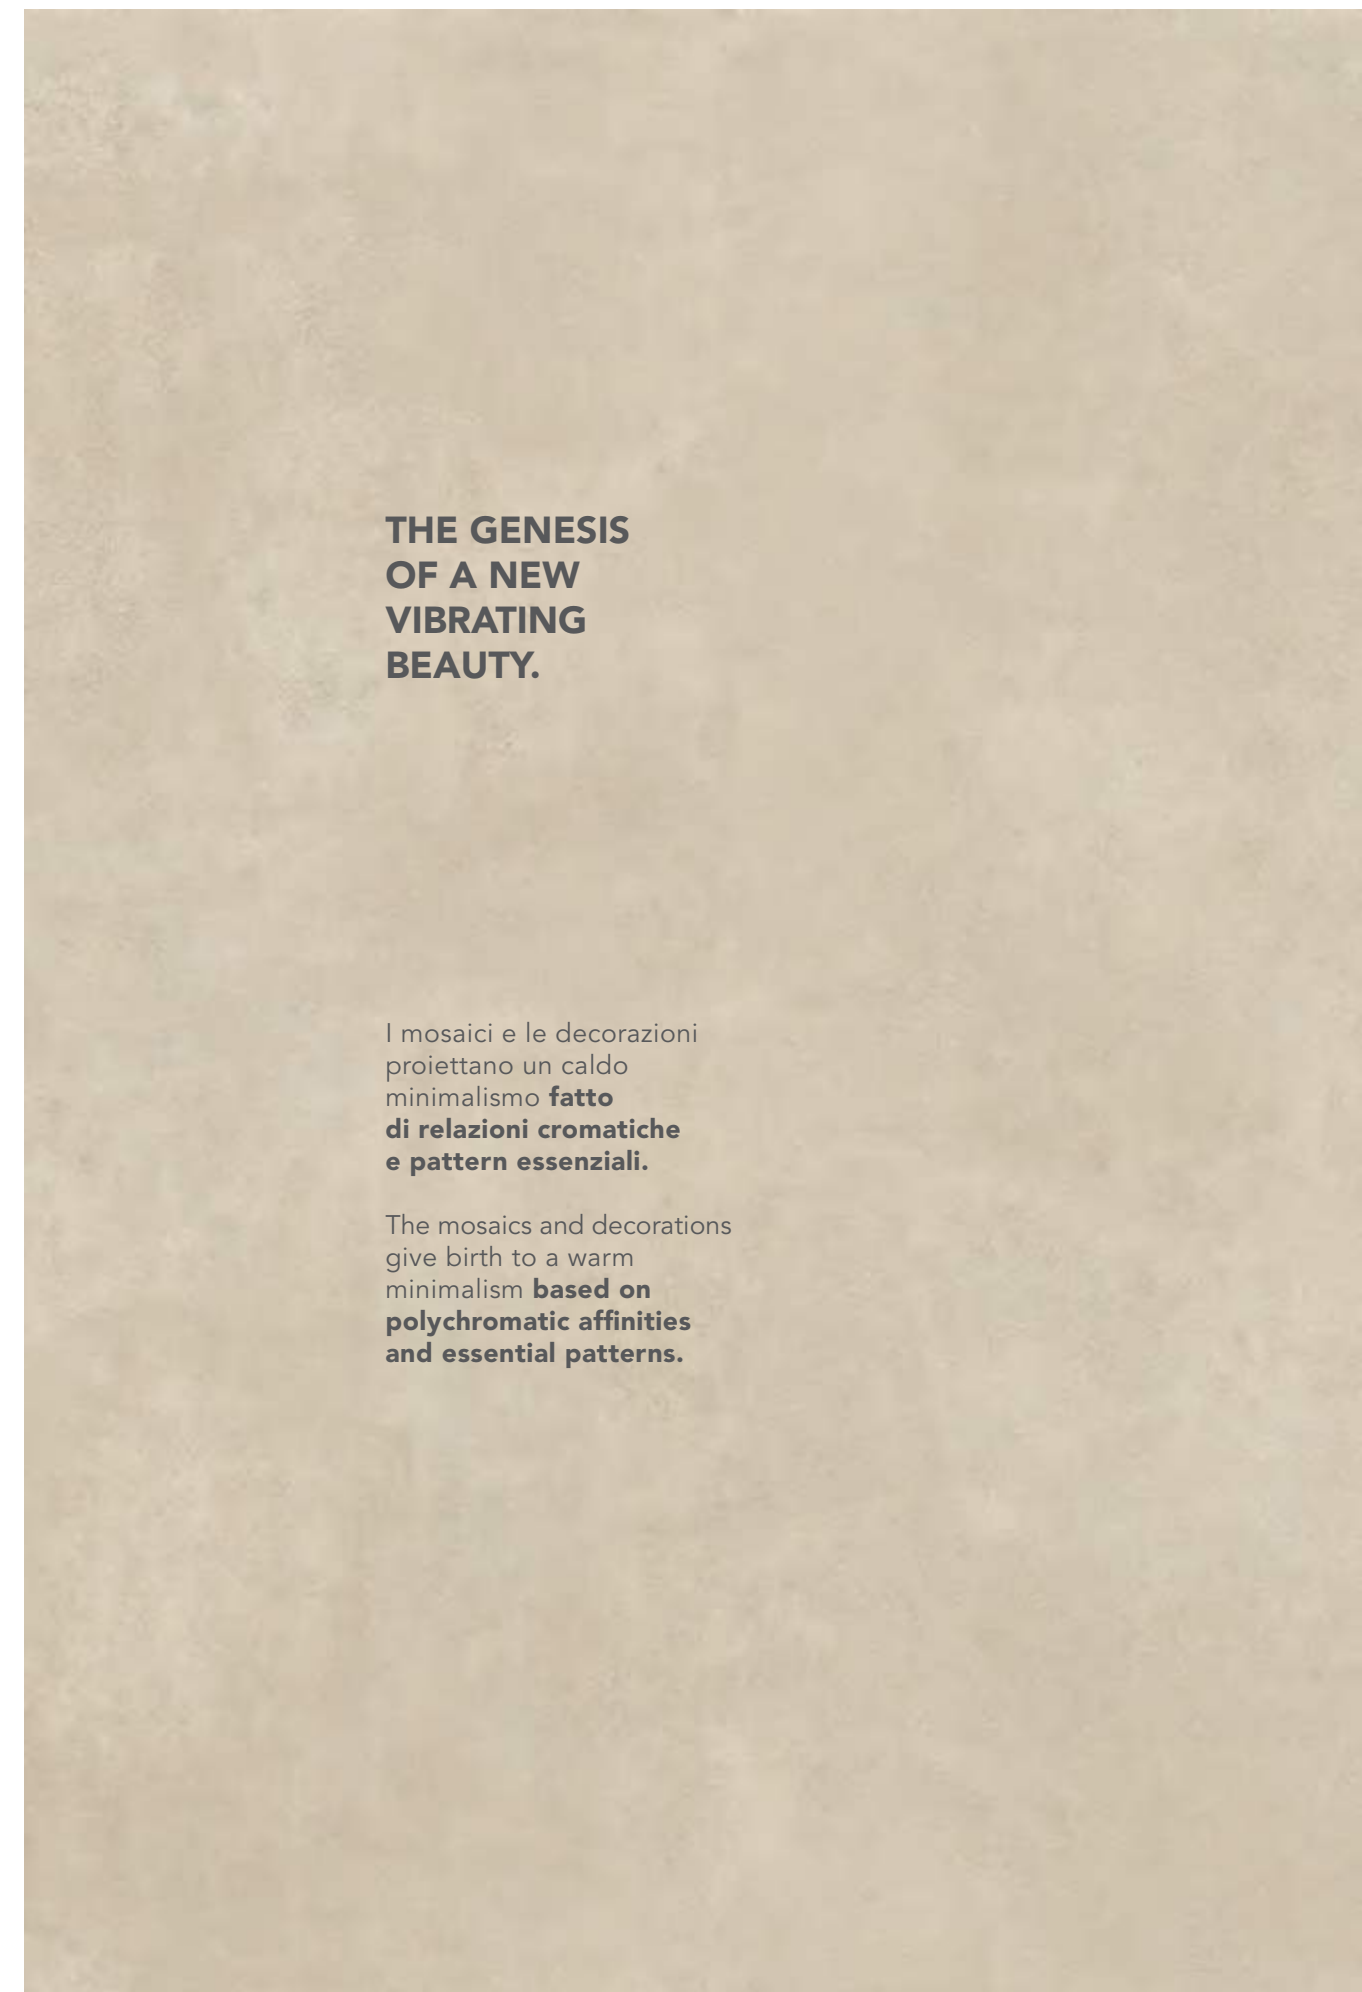 THE GENESIS
OF A NEW
VIBRATING
BEAUTY.
I mosaici e le decorazioni
proiettano un caldo
minimalismo fatto
di relazioni cromatiche
e pattern essenziali.
The mosaics and decorations
give birth to a warm
minimalism based on
polychromatic affinities
and essential patterns.